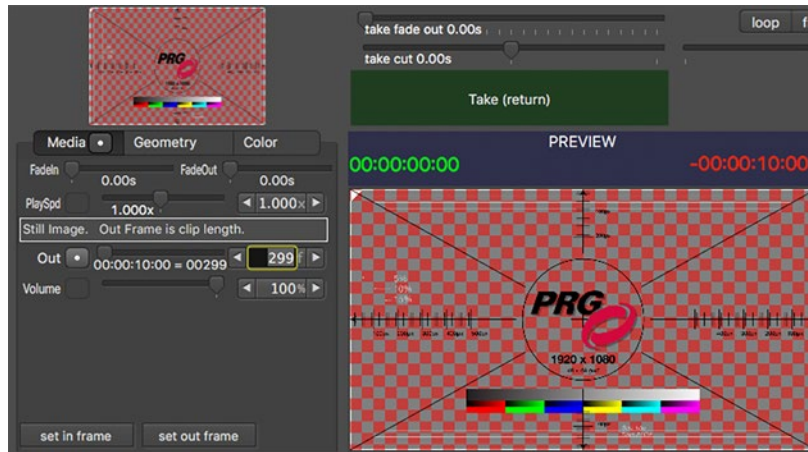 PRG
take fade out 0.00s
loop
take cut 0.00s
Take (return)
Media
Geometry
Color
PREVIEW
FadeIn
0.00s
FadeOut
0.00s
00:00:00:00
-00:00:10:00
PlaySpd
1.000x
1.000x
Still Image. Out Frame is clip length.
Out
00:00:10:00 = 00299
299 f
Volume
100%
5%
10%
PRG
1920 x 1080
set in frame
set out frame